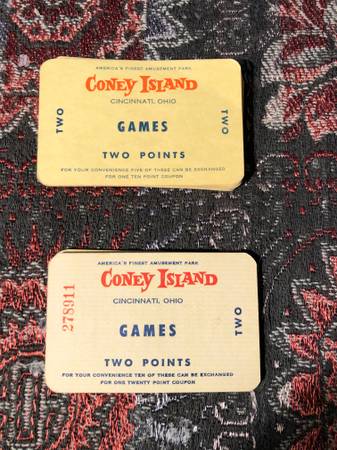 AMERICA'S FINEST AMUSEMENT PARK
CONEY ISLAND
CINCINNATI, OHIO
TWO
GAMES
TWO
TWO POINTS
FOR YOUR CONVENIENCE FIVE OF THESE CAN BE EXCHANGED
FOR ONE TEN POINT COUPON
AMERICA'S FINEST AMUSEMENT PARK
CONEY ISLAND
CINCINNATI, OHIO
278911
GAMES
TWO
TWO POINTS
FOR YOUR CONVENIENCE TEN OF THESE CAN BE EXCHANGED
FOR ONE TWENTY POINT COUPON